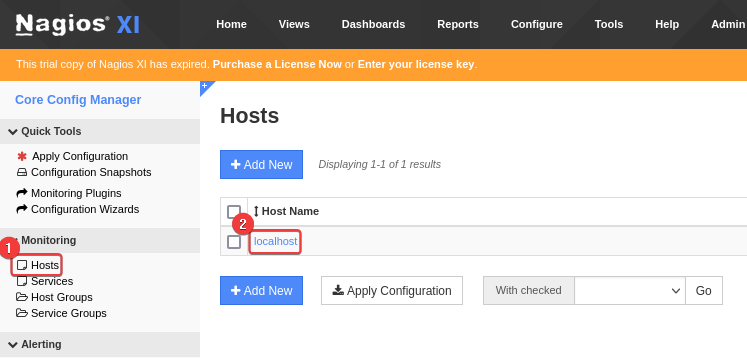 Nagios® XI
Home Views Dashboards Reports Configure Tools Help Admin
This trial copy of Nagios XI has expired. Purchase a License Now or Enter your license key.
Core Config Manager
Quick Tools
Apply Configuration
Configuration Snapshots
Monitoring Plugins
Configuration Wizards
Monitoring
1
Hosts
Services
Host Groups
Service Groups
Alerting
Hosts
+ Add New Displaying 1-1 of 1 results
Host Name
2
localhost
+ Add New Apply Configuration With checked Go